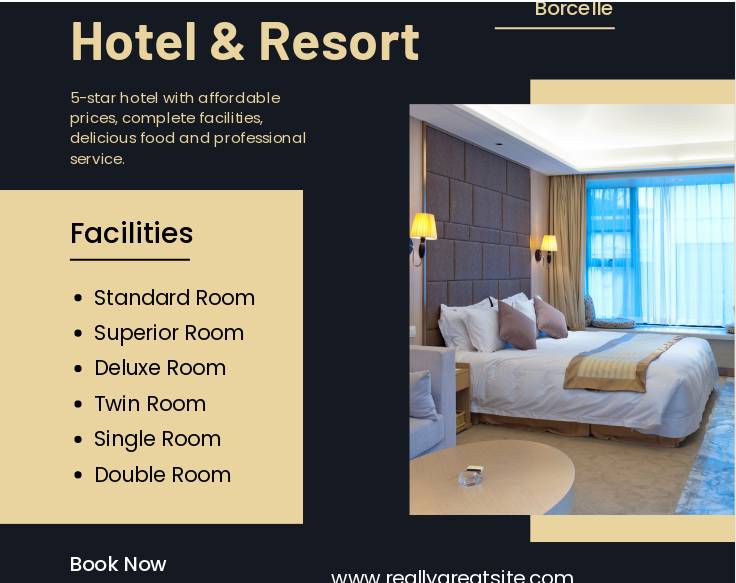 Borcelle
Hotel & Resort
5-star hotel with affordable
prices, complete facilities,
delicious food and professional
service.
Facilities
Standard Room
Superior Room
Deluxe Room
Twin Room
Single Room
Double Room
Book Now
www.reallygreatsite.com